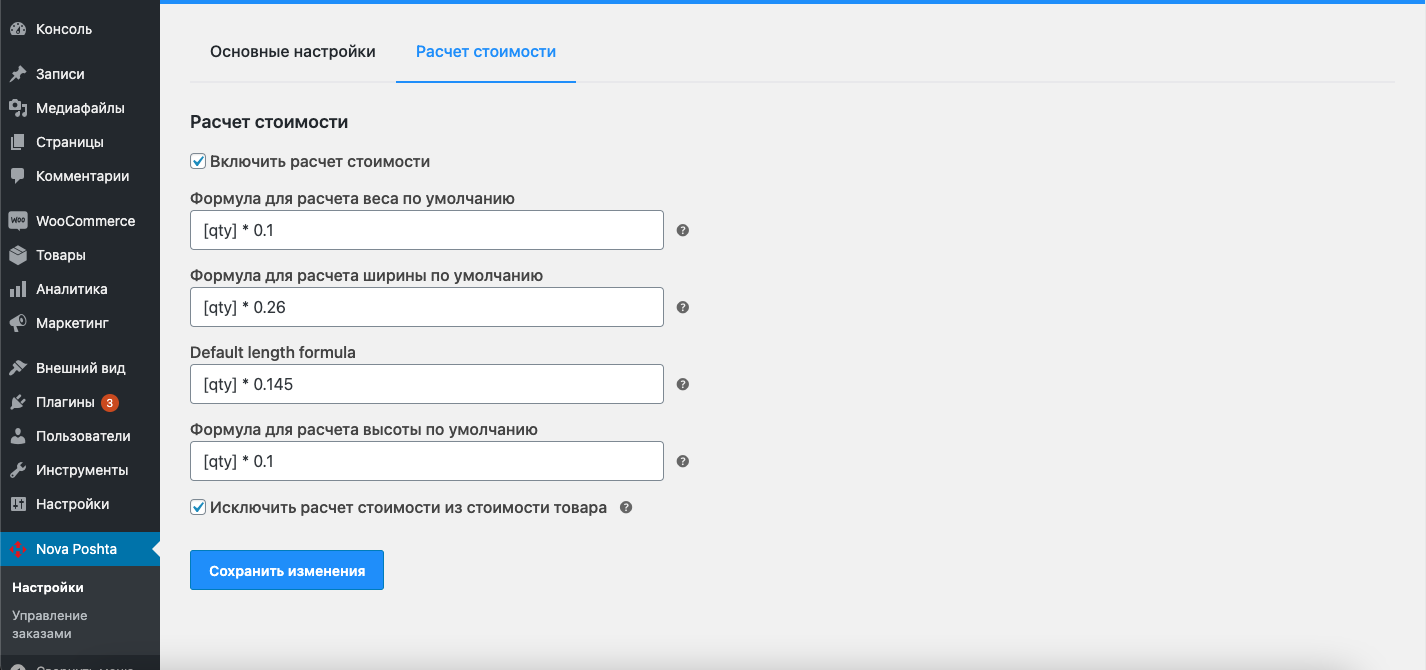 Консоль
Записи
Медиафайлы
Страницы
Комментарии
WooCommerce
Товары
Аналитика
Маркетинг
Внешний вид
Плагины 3
Пользователи
Инструменты
Настройки
Nova Poshta
Настройки
Управление
заказами
Свернуть меню
Основные настройки Расчет стоимости
Расчет стоимости
Включить расчет стоимости
Формула для расчета веса по умолчанию
[qty] * 0.1
Формула для расчета ширины по умолчанию
[qty] * 0.26
Default length formula
[qty] * 0.145
Формула для расчета высоты по умолчанию
[qty] * 0.1
Исключить расчет стоимости из стоимости товара
Сохранить изменения